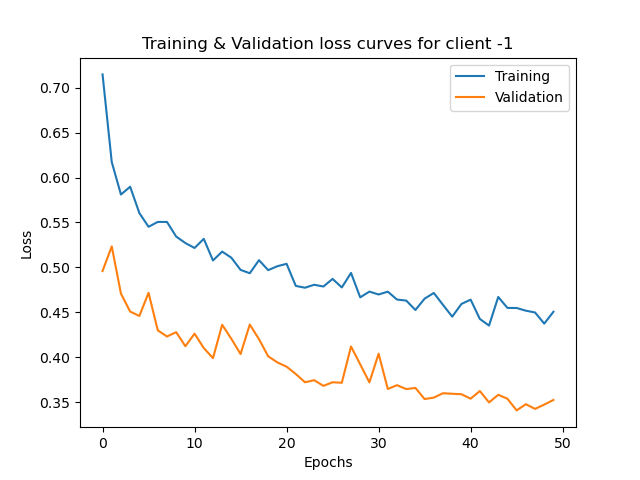 Training & Validation loss curves for client -1
Training
Validation
Loss
0.70
0.65
0.60
0.55
0.50
0.45
0.40
0.35
0 10 20 30 40 50
Epochs